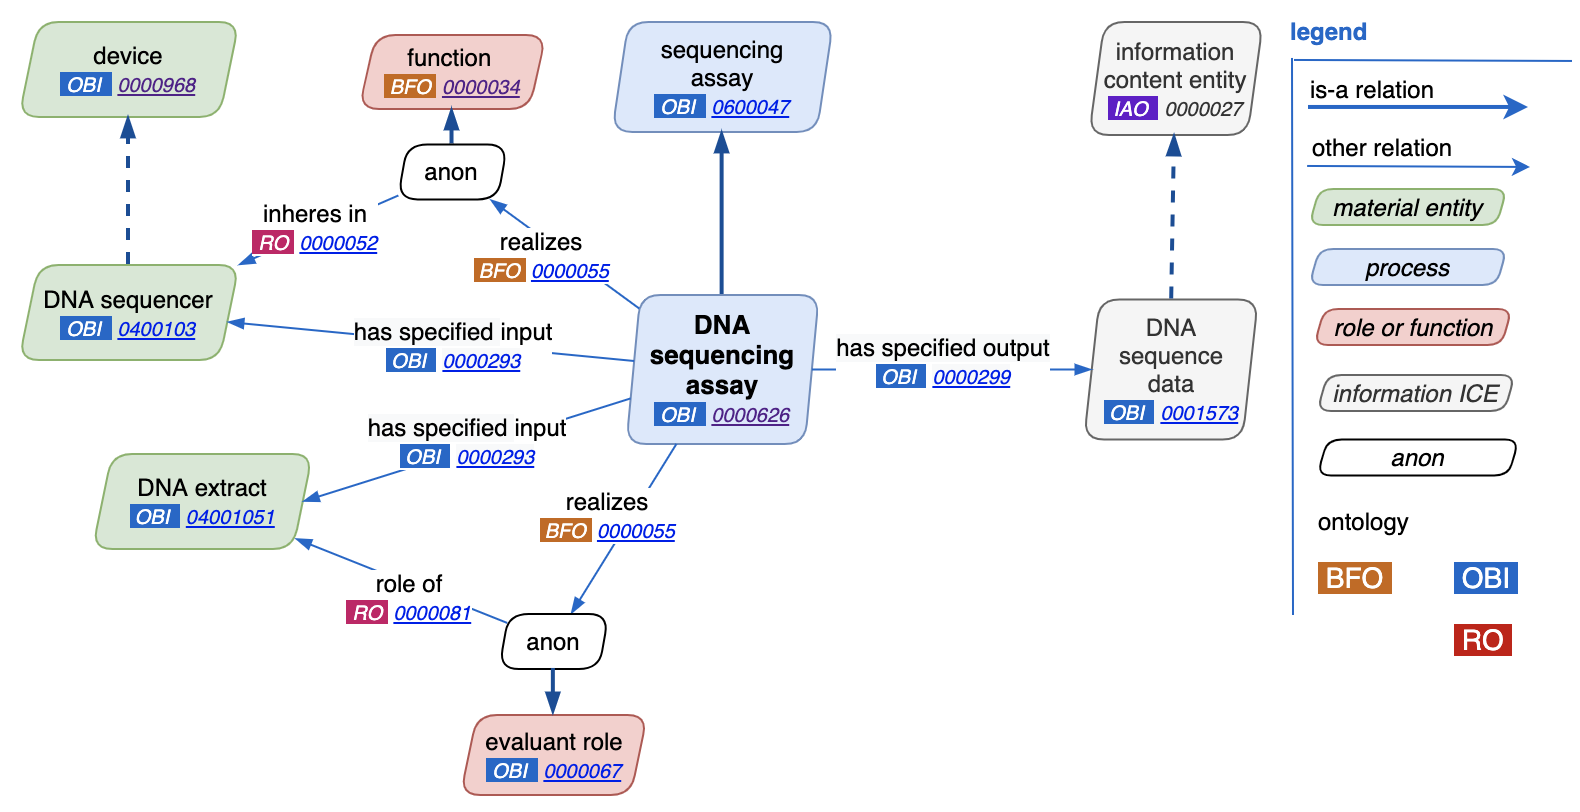 device
OBI 0000968
function
BFO 0000034
sequencing
assay
OBI 0600047
information
content entity
IAO 0000027
anon
inheres in
RO 0000052
realizes
BFO 0000055
DNA sequencer
OBI 0400103
has specified input
OBI 0000293
DNA
sequencing
assay
OBI 0000626
has specified output
OBI 0000299
DNA
sequence
data
OBI 0001573
has specified input
OBI 0000293
DNA extract
OBI 04001051
realizes
BFO 0000055
role of
RO 0000081
anon
evaluant role
OBI 0000067
legend
is-a relation
other relation
material entity
process
role or function
information ICE
anon
ontology
BFO OBI
RO